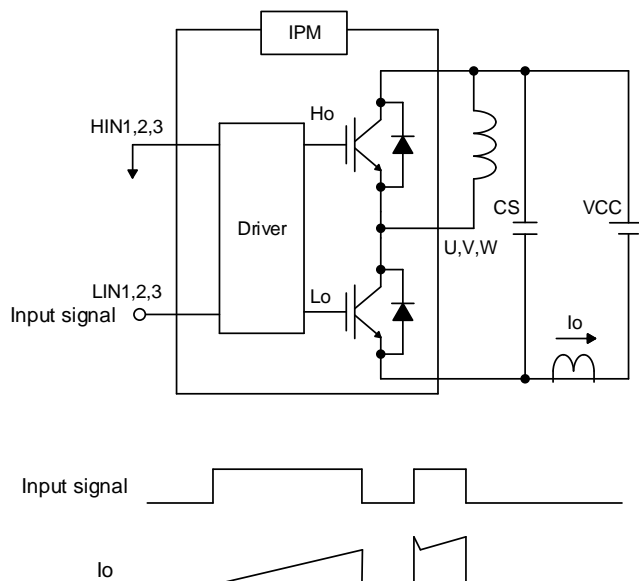 IPM
HIN1,2,3
Ho
Driver
CS
VCC
U,V,W
LIN1,2,3
Lo
Input signal
Io
Input signal
Io